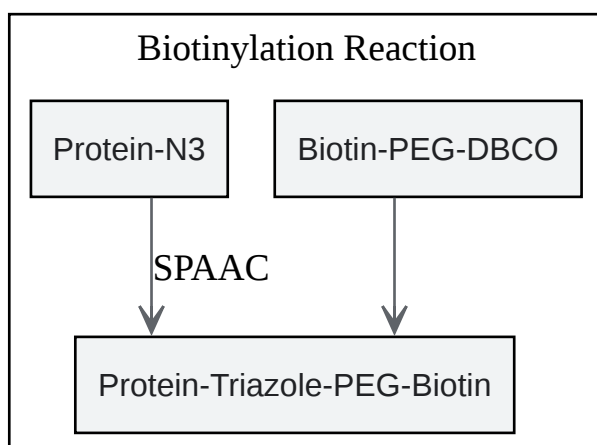 Biotinylation Reaction
Protein-N3
Biotin-PEG-DBCO
SPAAC
Protein-Triazole-PEG-Biotin